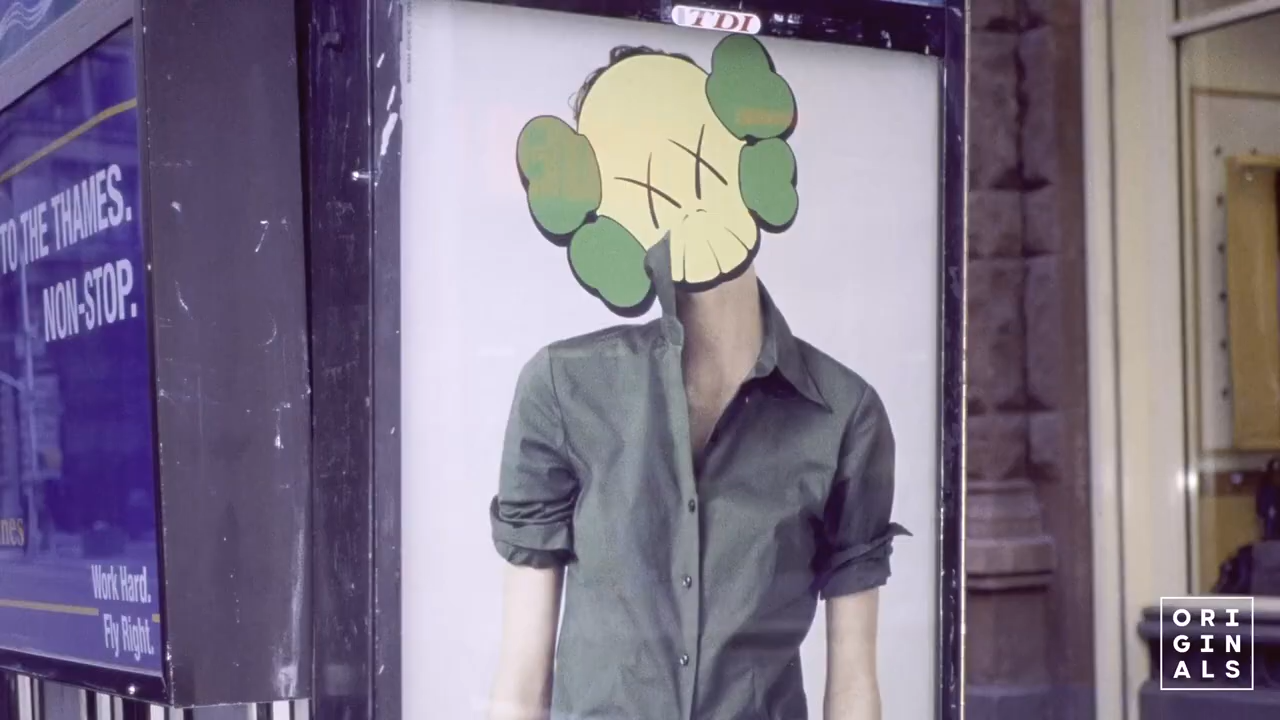 TDI
TO THE THAMES.
NON-STOP.
nes
Work Hard.
Fly Right.
ORI
GIN
ALS